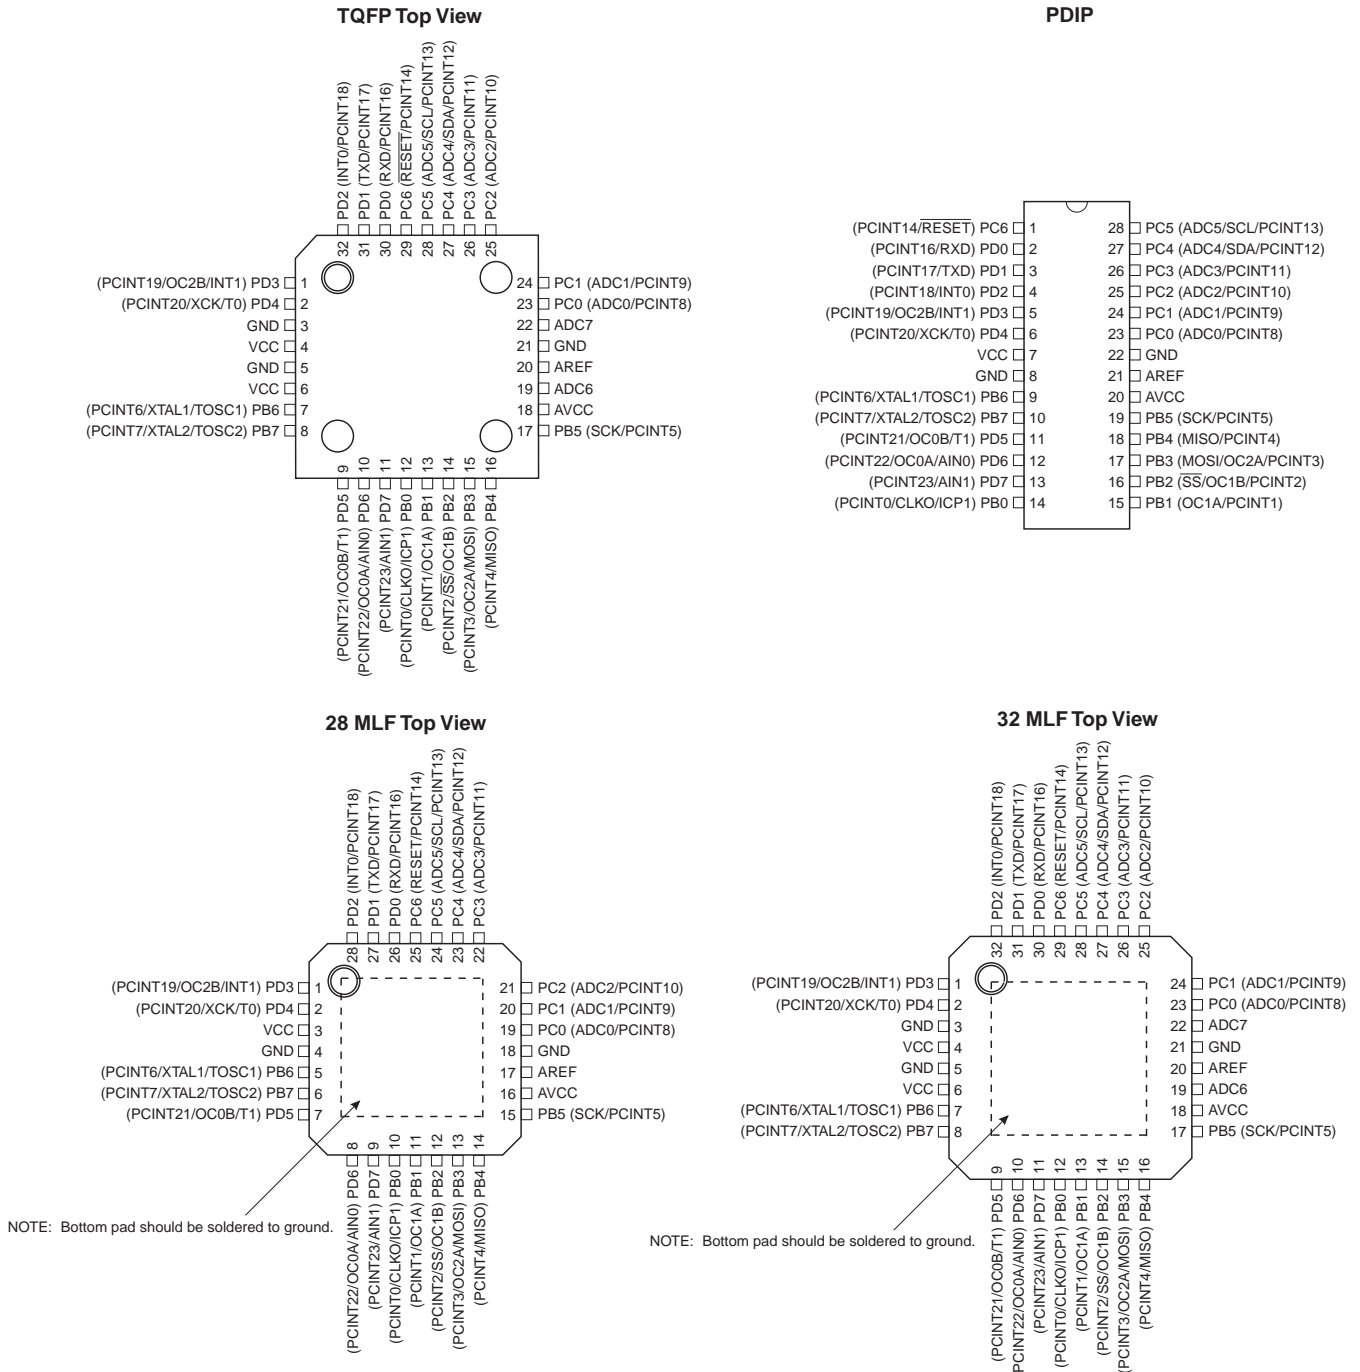 TQFP Top View
32 PD2 (INT0/PCINT18)
31 PD1 (TXD/PCINT17)
30 PD0 (RXD/PCINT16)
29 PC6 (RESET/PCINT14)
28 PC5 (ADC5/SCL/PCINT13)
27 PC4 (ADC4/SDA/PCINT12)
26 PC3 (ADC3/PCINT11)
25 PC2 (ADC2/PCINT10)
(PCINT19/OC2B/INT1) PD3 1
(PCINT20/XCK/T0) PD4 2
GND 3
VCC 4
GND 5
VCC 6
(PCINT6/XTAL1/TOSC1) PB6 7
(PCINT7/XTAL2/TOSC2) PB7 8
24 PC1 (ADC1/PCINT9)
23 PC0 (ADC0/PCINT8)
22 ADC7
21 GND
20 AREF
19 ADC6
18 AVCC
17 PB5 (SCK/PCINT5)
(PCINT21/OC0B/T1) PD5 9
(PCINT22/OC0A/AIN0) PD6 10
(PCINT23/AIN1) PD7 11
(PCINT0/CLKO/ICP1) PB0 12
(PCINT1/OC1A) PB1 13
(PCINT2/SS/OC1B) PB2 14
(PCINT3/OC2A/MOSI) PB3 15
(PCINT4/MISO) PB4 16
PDIP
(PCINT14/RESET) PC6 1
(PCINT16/RXD) PD0 2
(PCINT17/TXD) PD1 3
(PCINT18/INT0) PD2 4
(PCINT19/OC2B/INT1) PD3 5
(PCINT20/XCK/T0) PD4 6
VCC 7
GND 8
(PCINT6/XTAL1/TOSC1) PB6 9
(PCINT7/XTAL2/TOSC2) PB7 10
(PCINT21/OC0B/T1) PD5 11
(PCINT22/OC0A/AIN0) PD6 12
(PCINT23/AIN1) PD7 13
(PCINT0/CLKO/ICP1) PB0 14
28 PC5 (ADC5/SCL/PCINT13)
27 PC4 (ADC4/SDA/PCINT12)
26 PC3 (ADC3/PCINT11)
25 PC2 (ADC2/PCINT10)
24 PC1 (ADC1/PCINT9)
23 PC0 (ADC0/PCINT8)
22 GND
21 AREF
20 AVCC
19 PB5 (SCK/PCINT5)
18 PB4 (MISO/PCINT4)
17 PB3 (MOSI/OC2A/PCINT3)
16 PB2 (SS/OC1B/PCINT2)
15 PB1 (OC1A/PCINT1)
28 MLF Top View
28 PD2 (INT0/PCINT18)
27 PD1 (TXD/PCINT17)
26 PD0 (RXD/PCINT16)
25 PC6 (RESET/PCINT14)
24 PC5 (ADC5/SCL/PCINT13)
23 PC4 (ADC4/SDA/PCINT12)
22 PC3 (ADC3/PCINT11)
(PCINT19/OC2B/INT1) PD3 1
(PCINT20/XCK/T0) PD4 2
VCC 3
GND 4
(PCINT6/XTAL1/TOSC1) PB6 5
(PCINT7/XTAL2/TOSC2) PB7 6
(PCINT21/OC0B/T1) PD5 7
21 PC2 (ADC2/PCINT10)
20 PC1 (ADC1/PCINT9)
19 PC0 (ADC0/PCINT8)
18 GND
17 AREF
16 AVCC
15 PB5 (SCK/PCINT5)
(PCINT22/OC0A/AIN0) PD6 8
(PCINT23/AIN1) PD7 9
(PCINT0/CLKO/ICP1) PB0 10
(PCINT1/OC1A) PB1 11
(PCINT2/SS/OC1B) PB2 12
(PCINT3/OC2A/MOSI) PB3 13
(PCINT4/MISO) PB4 14
NOTE: Bottom pad should be soldered to ground.
32 MLF Top View
32 PD2 (INT0/PCINT18)
31 PD1 (TXD/PCINT17)
30 PD0 (RXD/PCINT16)
29 PC6 (RESET/PCINT14)
28 PC5 (ADC5/SCL/PCINT13)
27 PC4 (ADC4/SDA/PCINT12)
26 PC3 (ADC3/PCINT11)
25 PC2 (ADC2/PCINT10)
(PCINT19/OC2B/INT1) PD3 1
(PCINT20/XCK/T0) PD4 2
GND 3
VCC 4
GND 5
VCC 6
(PCINT6/XTAL1/TOSC1) PB6 7
(PCINT7/XTAL2/TOSC2) PB7 8
24 PC1 (ADC1/PCINT9)
23 PC0 (ADC0/PCINT8)
22 ADC7
21 GND
20 AREF
19 ADC6
18 AVCC
17 PB5 (SCK/PCINT5)
(PCINT21/OC0B/T1) PD5 9
(PCINT22/OC0A/AIN0) PD6 10
(PCINT23/AIN1) PD7 11
(PCINT0/CLKO/ICP1) PB0 12
(PCINT1/OC1A) PB1 13
(PCINT2/SS/OC1B) PB2 14
(PCINT3/OC2A/MOSI) PB3 15
(PCINT4/MISO) PB4 16
NOTE: Bottom pad should be soldered to ground.